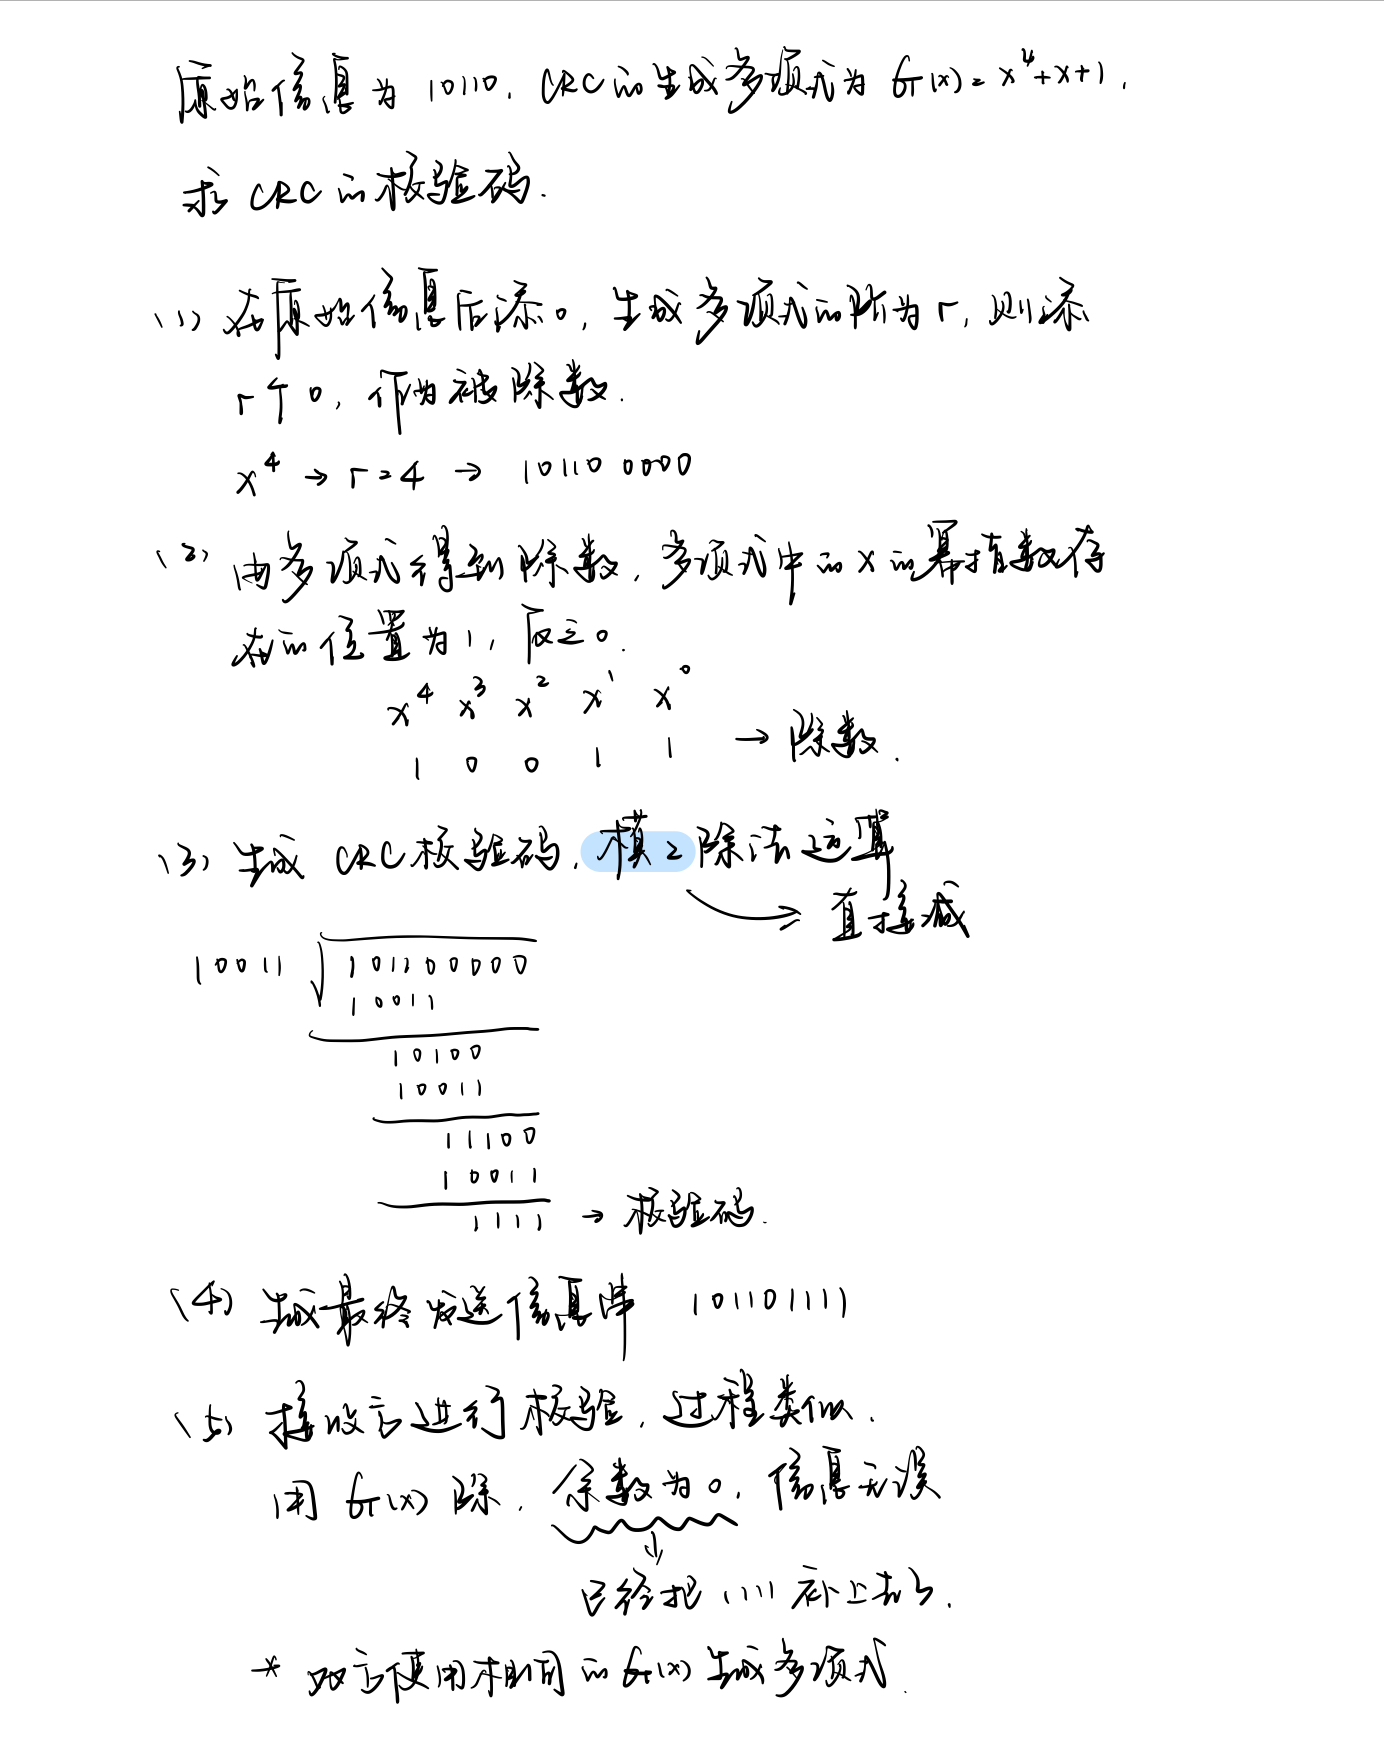 原始信息为 10110, CRC的生成多项式为 G(x)=x⁴+x+1,
求 CRC 的校验码.
(1) 在原始信息后添0, 生成多项式的阶为 r, 则添
r个0, 作为被除数.
x⁴ → r=4 → 10110 0000
(2) 由多项式得到除数, 多项式中的x的幂指数存
在的位置为1, 反之0.
x⁴ x³ x² x¹ x⁰
1 0 0 1 1 → 除数.
(3) 生成 CRC校验码, 模2除法运算
直接减
10011 √ 101100000
10011
10100
10011
11100
10011
1111 → 校验码.
(4) 生成最终发送信息串 101101111
(5) 接收方进行校验, 过程类似.
用 G(x) 除, 余数为0, 信息无误
↓
已经把 1111 补上去了.
* 双方使用相同的 G(x) 生成多项式.